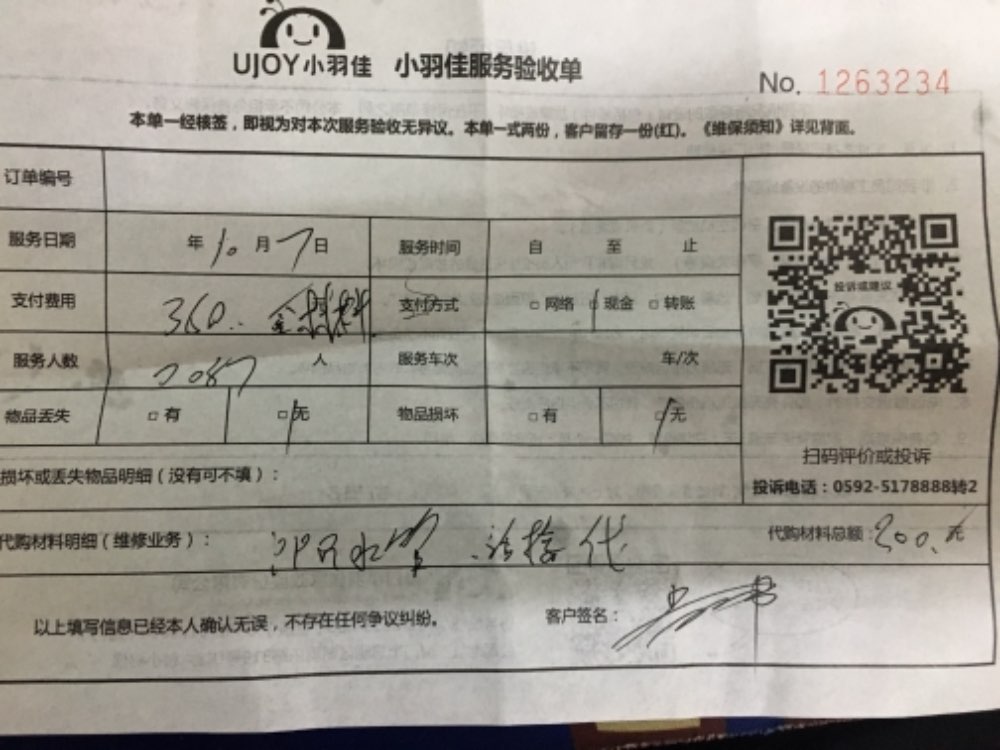 UJOY小羽佳 小羽佳服务验收单
No. 1263234
本单一经核签，即视为对本次服务验收无异议。本单一式两份，客户留存一份(红)。《维保须知》详见背面。
订单编号
服务日期 年 10 月 7 日 服务时间 自 至 止
支付费用 360.. 支付方式 □ 网络 □ 现金 □ 转账
服务人数 2087 人 服务车次 车/次
物品丢失 □ 有 □ 无 物品损坏 □ 有 □ 无
投诉或建议
扫码评价或投诉
投诉电话：0592-5178888转2
损坏或丢失物品明细（没有可不填）：
代购材料明细（维修业务）： 代购材料总额：200. 元
以上填写信息已经本人确认无误，不存在任何争议纠纷。 客户签名：